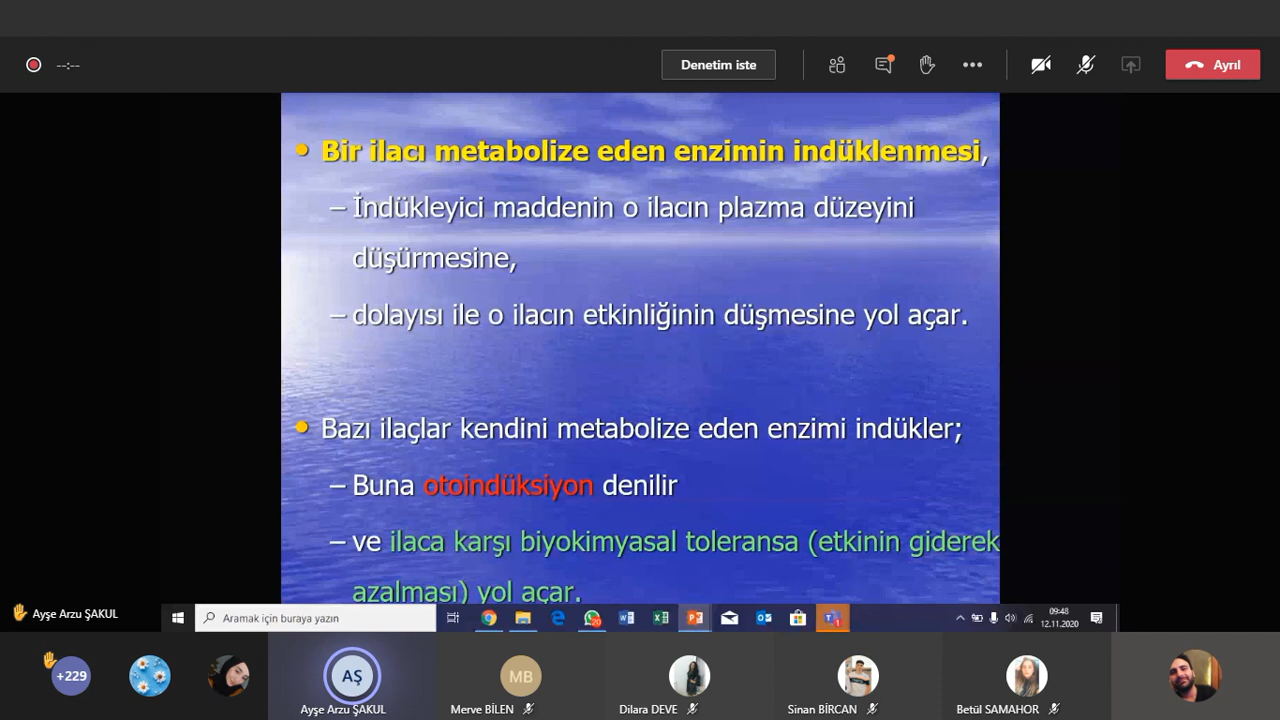 --:--
Denetim iste
Ayrıl
• Bir ilacı metabolize eden enzimin indüklenmesi,
– İndükleyici maddenin o ilacın plazma düzeyini
düşürmesine,
– dolayısı ile o ilacın etkinliğinin düşmesine yol açar.
• Bazı ilaçlar kendini metabolize eden enzimi indükler;
– Buna otoindüksiyon denilir
– ve ilaca karşı biyokimyasal toleransa (etkinin giderek
azalması) yol açar.
Ayşe Arzu ŞAKUL
Aramak için buraya yazın
09:48
12.11.2020
+229
AŞ
Ayşe Arzu ŞAKUL
MB
Merve BİLEN
Dilara DEVE
Sinan BİRCAN
Betül SAMAHOR